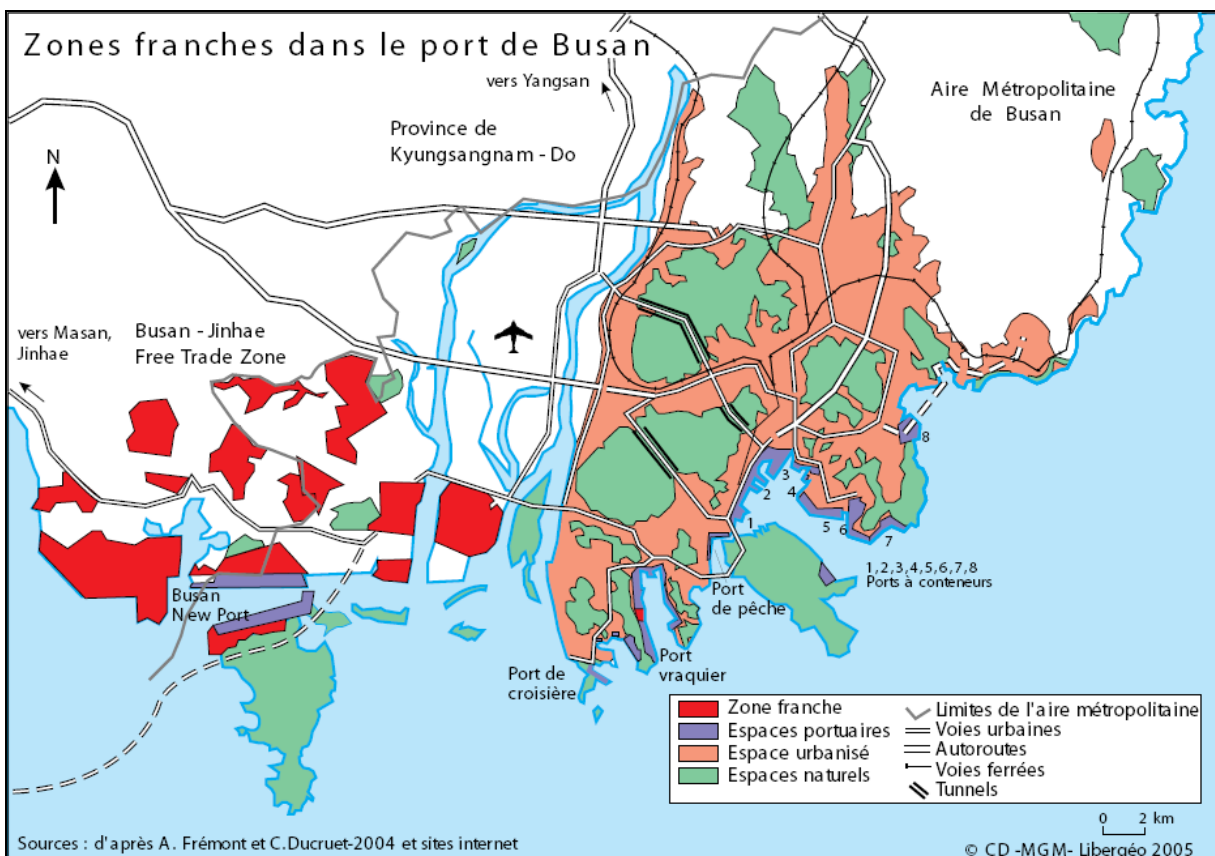 Zones franches dans le port de Busan
vers Yangsan
Aire Métropolitaine
de Busan
Province de
Kyungsangnam - Do
N
vers Masan,
Jinhae
Busan - Jinhae
Free Trade Zone
8
3
2
4
1
5
6
7
1,2,3,4,5,6,7,8
Ports à conteneurs
Busan
New Port
Port
de pêche
Port de
croisière
Port
vraquier
Zone franche
Espaces portuaires
Espace urbanisé
Espaces naturels
Limites de l'aire métropolitaine
Voies urbaines
Autoroutes
Voies ferrées
Tunnels
0 2 km
Sources : d'après A. Frémont et C.Ducruet-2004 et sites internet
© CD -MGM- Libergéo 2005